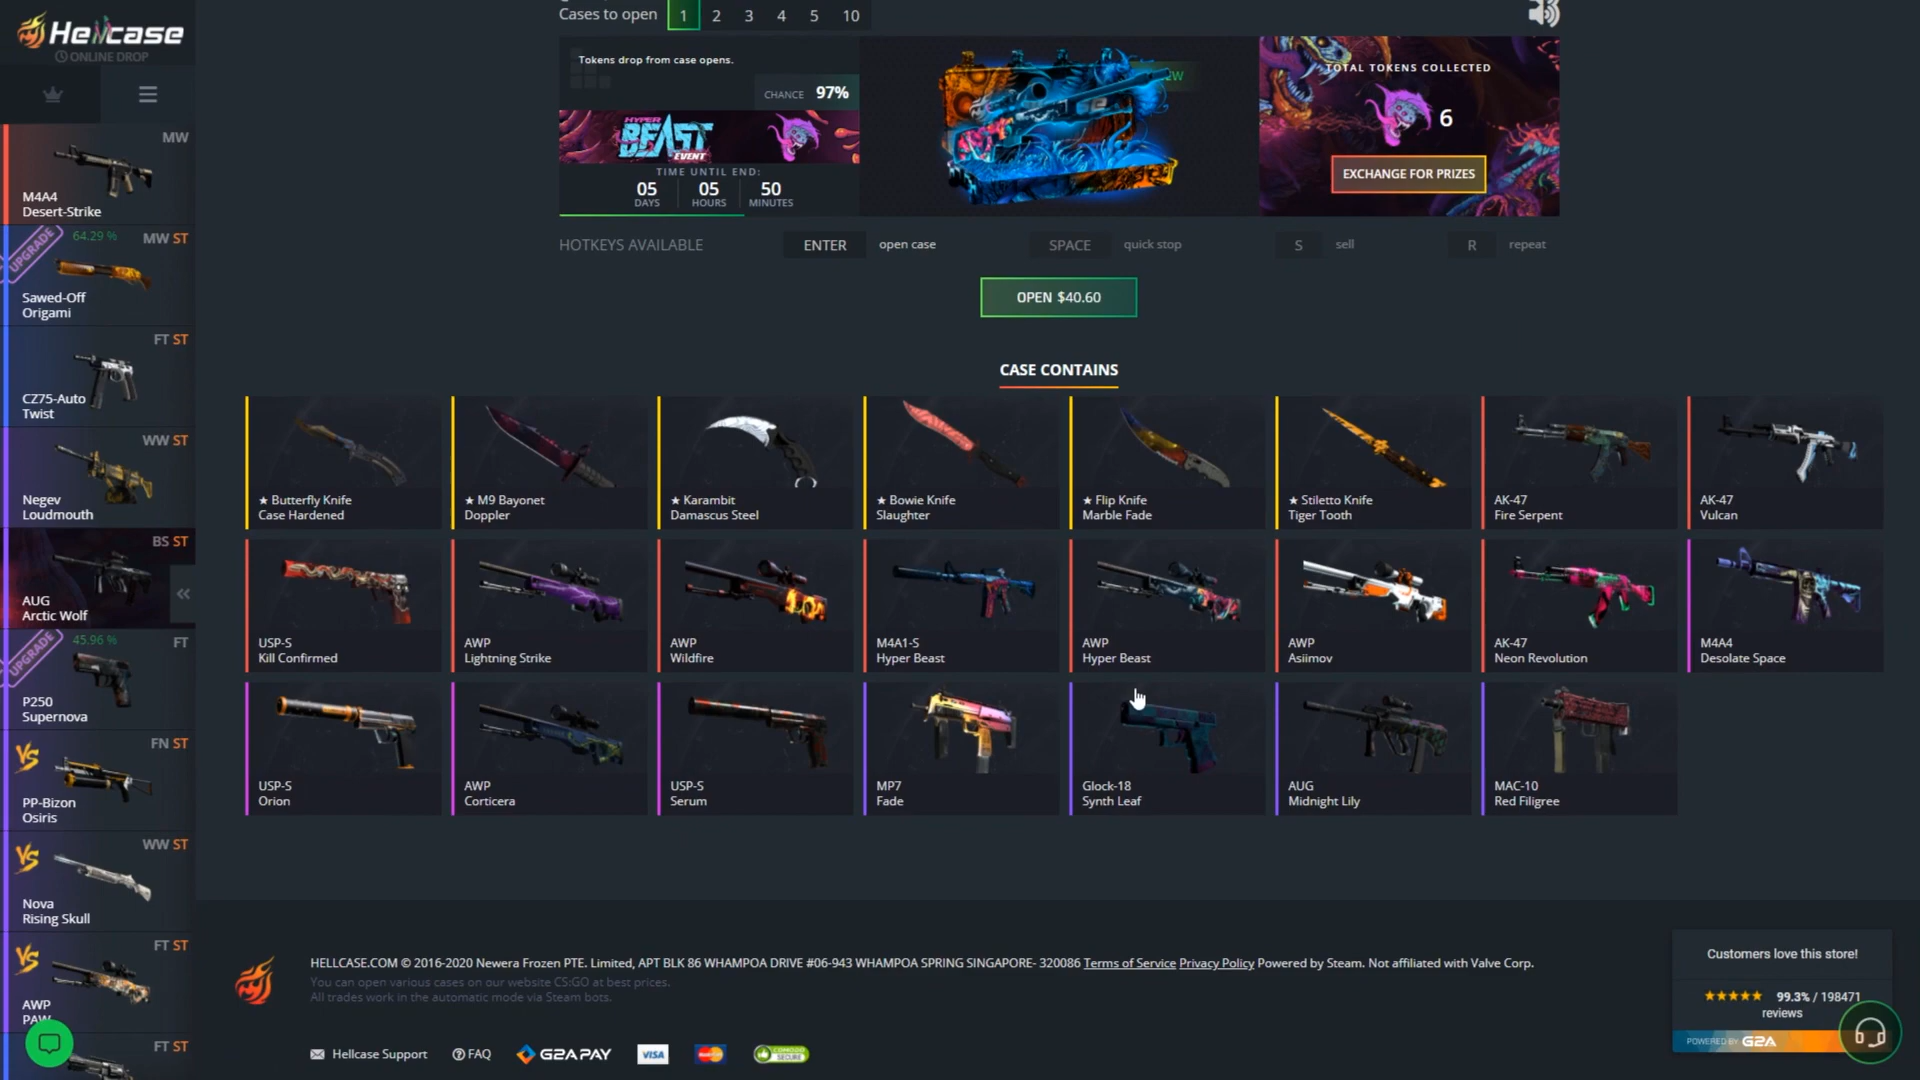 Hellcase
ONLINE DROP
Cases to open 1 2 3 4 5 10
Tokens drop from case opens.
CHANCE 97%
HYPER
BEAST
EVENT
TIME UNTIL END:
05 05 50
DAYS HOURS MINUTES
TOTAL TOKENS COLLECTED
6
EXCHANGE FOR PRIZES
HOTKEYS AVAILABLE ENTER open case SPACE quick stop S sell R repeat
OPEN $40.60
CASE CONTAINS
★ Butterfly Knife
Case Hardened
★ M9 Bayonet
Doppler
★ Karambit
Damascus Steel
★ Bowie Knife
Slaughter
★ Flip Knife
Marble Fade
★ Stiletto Knife
Tiger Tooth
AK-47
Fire Serpent
AK-47
Vulcan
USP-S
Kill Confirmed
AWP
Lightning Strike
AWP
Wildfire
M4A1-S
Hyper Beast
AWP
Hyper Beast
AWP
Asiimov
AK-47
Neon Revolution
M4A4
Desolate Space
USP-S
Orion
AWP
Corticera
USP-S
Serum
MP7
Fade
Glock-18
Synth Leaf
AUG
Midnight Lily
MAC-10
Red Filigree
MW
M4A4
Desert-Strike
UPGRADE
64.29 %
MW ST
Sawed-Off
Origami
FT ST
CZ75-Auto
Twist
WW ST
Negev
Loudmouth
BS ST
AUG
Arctic Wolf
UPGRADE
45.96 %
FT
P250
Supernova
VS
FN ST
PP-Bizon
Osiris
VS
WW ST
Nova
Rising Skull
VS
FT ST
AWP
PAW
FT ST
HELLCASE.COM © 2016-2020 Newera Frozen PTE. Limited, APT BLK 86 WHAMPOA DRIVE #06-943 WHAMPOA SPRING SINGAPORE- 320086 Terms of Service Privacy Policy Powered by Steam. Not affiliated with Valve Corp.
You can open various cases on our website CS:GO at best prices.
All trades work in the automatic mode via Steam bots.
Hellcase Support FAQ G2A PAY VISA MasterCard COMODO SECURE
Customers love this store!
★★★★★ 99.3% / 198471
reviews
POWERED BY G2A